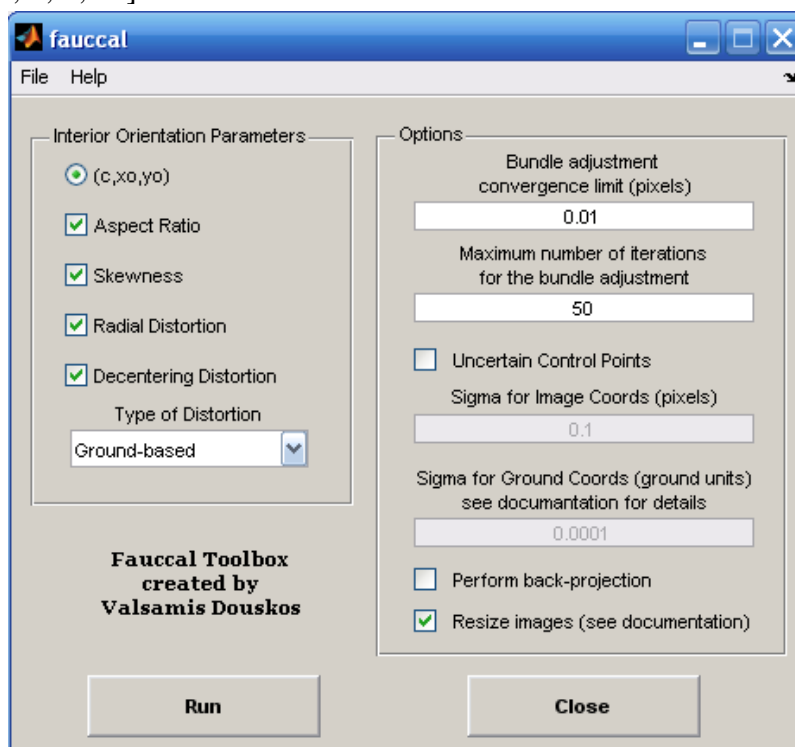 fauccal
File Help
Interior Orientation Parameters
(c,xo,yo)
Aspect Ratio
Skewness
Radial Distortion
Decentering Distortion
Type of Distortion
Ground-based
Fauccal Toolbox
created by
Valsamis Douskos
Options
Bundle adjustment
convergence limit (pixels)
0.01
Maximum number of iterations
for the bundle adjustment
50
Uncertain Control Points
Sigma for Image Coords (pixels)
0.1
Sigma for Ground Coords (ground units)
see documantation for details
0.0001
Perform back-projection
Resize images (see documentation)
Run
Close